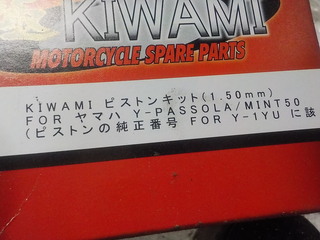 KIWAMI
MOTORCYCLE SPARE PARTS
KIWAMI ピストンキット(1.50mm)
FOR ヤマハ Y-PASSOLA/MINT50
(ピストンの純正番号 FOR Y-1YU に該